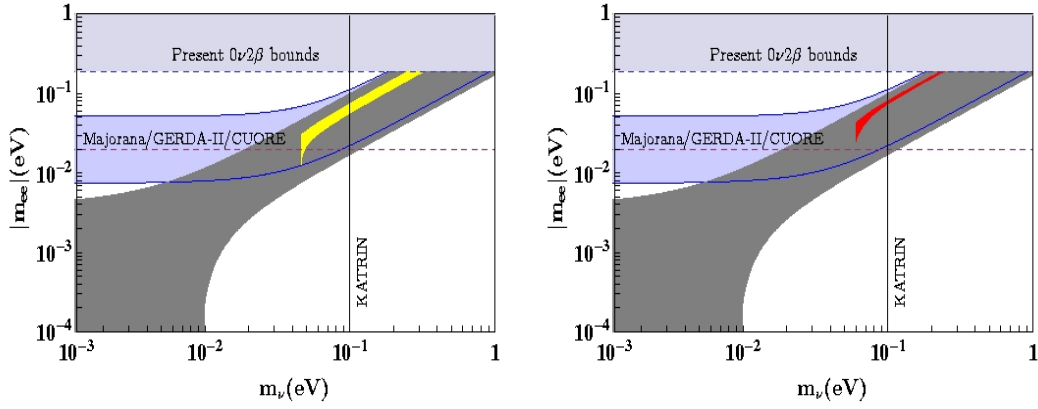 1
Present 0ν2β bounds
10⁻¹
Majorana/GERDA-II/CUORE
|mₑₑ|(eV)
10⁻²
KATRIN
10⁻³
10⁻⁴
10⁻³ 10⁻² 10⁻¹ 1
m_ν(eV)
1
Present 0ν2β bounds
10⁻¹
Majorana/GERDA-II/CUORE
|mₑₑ|(eV)
10⁻²
KATRIN
10⁻³
10⁻⁴
10⁻³ 10⁻² 10⁻¹ 1
m_ν(eV)